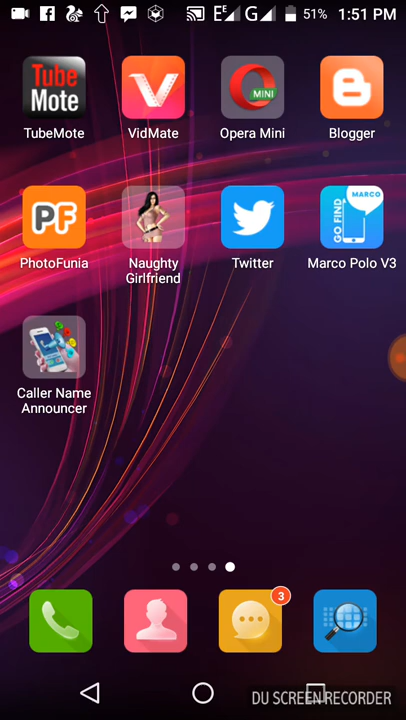 E E G 51% 1:51 PM
Tube
Mote
MINI
MARCO
GO FIND
TubeMote VidMate Opera Mini Blogger
PF
PhotoFunia Naughty
Girlfriend Twitter Marco Polo V3
Caller Name
Announcer
3
DU SCREEN RECORDER